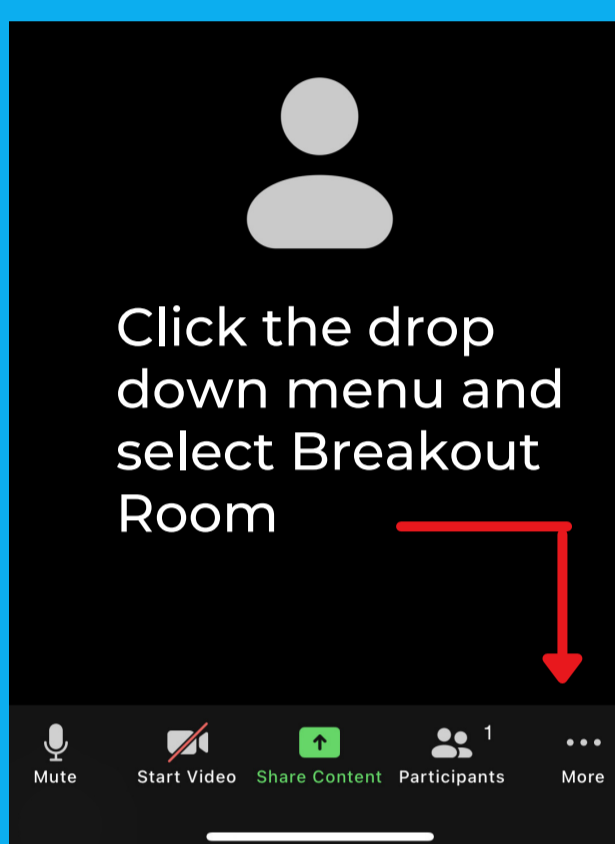 Click the drop
down menu and
select Breakout
Room
1
Mute
Start Video
Share Content
Participants
More